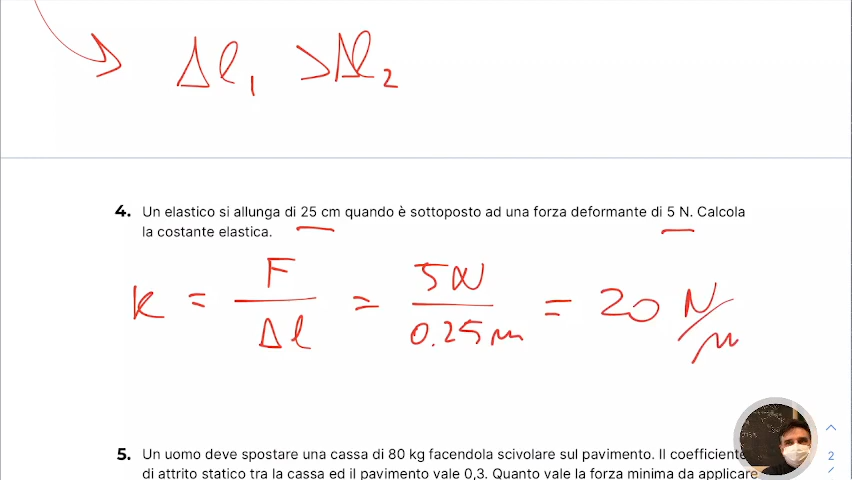 Δl₁ > Δl₂
4. Un elastico si allunga di 25 cm quando è sottoposto ad una forza deformante di 5 N. Calcola
la costante elastica.
K = F/Δl = 5N/0.25m = 20 N/m
5. Un uomo deve spostare una cassa di 80 kg facendola scivolare sul pavimento. Il coefficiente
di attrito statico tra la cassa ed il pavimento vale 0,3. Quanto vale la forza minima da applicare
2